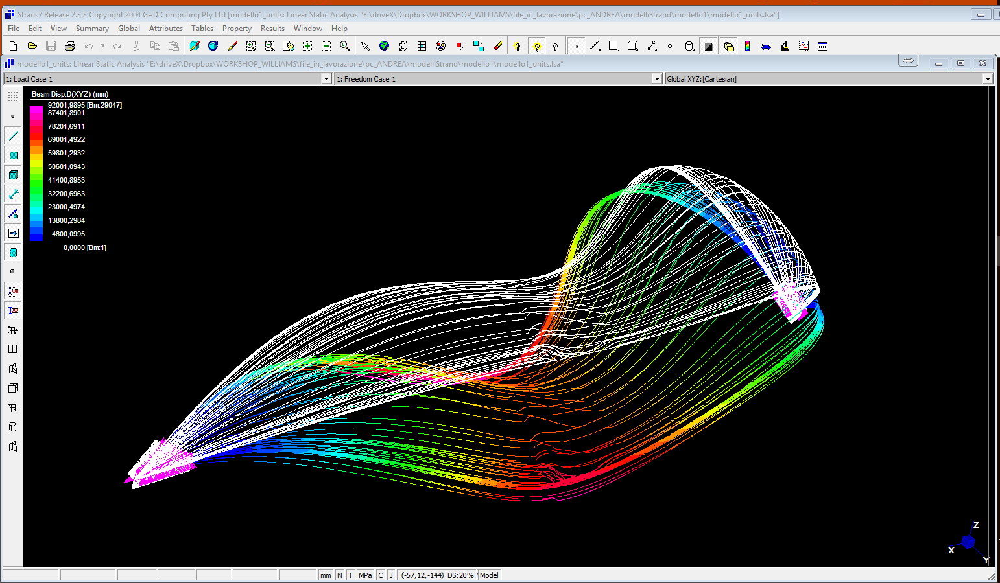 Straus7 Release 2.3.3 Copyright 2004 G+D Computing Pty Ltd [modello1_units: Linear Static Analysis "E:\driveX\Dropbox\WORKSHOP_WILLIAMS\file_in_lavorazione\pc_ANDREA\modelliStrand\modello1\modello1_units.lsa"]
File Edit View Summary Global Attributes Tables Property Results Window Help
modello1_units: Linear Static Analysis "E:\driveX\Dropbox\WORKSHOP_WILLIAMS\file_in_lavorazione\pc_ANDREA\modelliStrand\modello1\modello1_units.lsa"
1: Load Case 1 1: Freedom Case 1 Global XYZ:[Cartesian]
Beam Disp:D(XYZ) (mm)
92001,9895 [Bm:29047]
87401,8901
78201,6911
69001,4922
59801,2932
50601,0943
41400,8953
32200,6963
23000,4974
13800,2984
4600,0995
0,0000 [Bm:1]
Z
X
Y
mm N T MPa C J (-57,12,-144) DS:20% Model